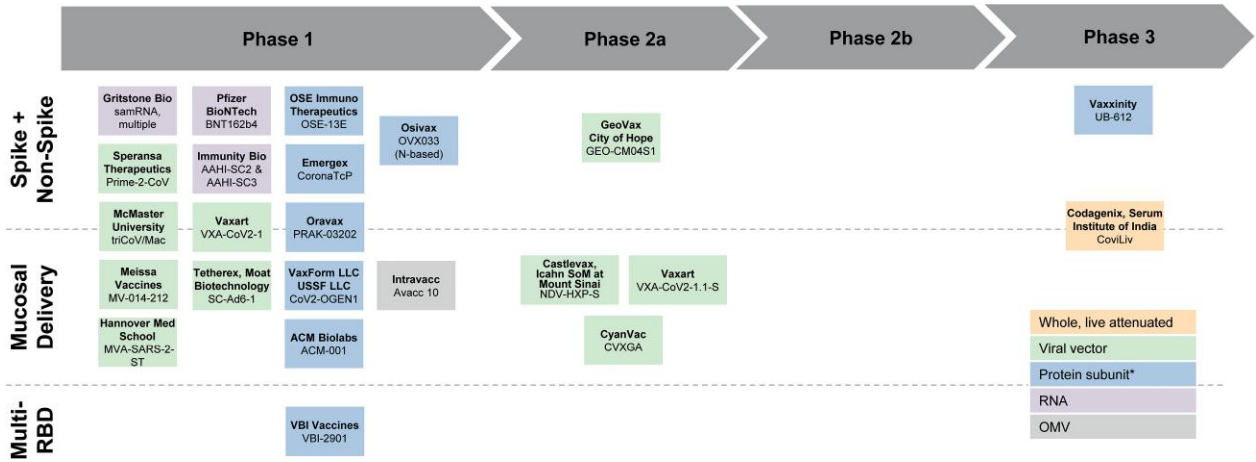 Phase 1
Phase 2a
Phase 2b
Phase 3
Spike +
Non-Spike
Gritstone Bio
samRNA,
multiple
Pfizer
BioNTech
BNT162b4
OSE Immuno
Therapeutics
OSE-13E
Osivax
OVX033
(N-based)
GeoVax
City of Hope
GEO-CM04S1
Vaxxinity
UB-612
Speransa
Therapeutics
Prime-2-CoV
Immunity Bio
AAHI-SC2 &
AAHI-SC3
Emergex
CoronaTcP
McMaster
University
triCoV/Mac
Vaxart
VXA-CoV2-1
Oravax
PRAK-03202
Codagenix, Serum
Institute of India
CoviLiv
Mucosal
Delivery
Meissa
Vaccines
MV-014-212
Tetherex, Moat
Biotechnology
SC-Ad6-1
VaxForm LLC
USSF LLC
CoV2-OGEN1
Intravacc
Avacc 10
Castlevax,
Icahn SoM at
Mount Sinai
NDV-HXP-S
Vaxart
VXA-CoV2-1.1-S
Hannover Med
School
MVA-SARS-2-
ST
ACM Biolabs
ACM-001
CyanVac
CVXGA
Multi-
RBD
VBI Vaccines
VBI-2901
Whole, live attenuated
Viral vector
Protein subunit*
RNA
OMV